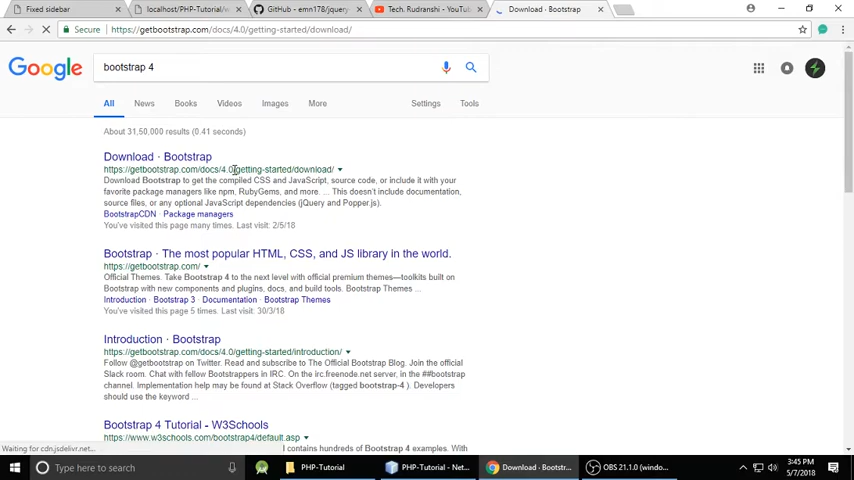 Fixed sidebar
localhost/PHP-Tutorial/vi
GitHub - emn178/jquery-
Tech. Rudranshi - YouTub
Download · Bootstrap
Secure
https://getbootstrap.com/docs/4.0/getting-started/download/
Google
bootstrap 4
All
News
Books
Videos
Images
More
Settings
Tools
About 31,50,000 results (0.41 seconds)
Download · Bootstrap
https://getbootstrap.com/docs/4.0/getting-started/download/
Download Bootstrap to get the compiled CSS and JavaScript, source code, or include it with your
favorite package managers like npm, RubyGems, and more. ... This doesn't include documentation,
source files, or any optional JavaScript dependencies (jQuery and Popper.js).
BootstrapCDN · Package managers
You've visited this page many times. Last visit: 2/5/18
Bootstrap · The most popular HTML, CSS, and JS library in the world.
https://getbootstrap.com/
Official Themes. Take Bootstrap 4 to the next level with official premium themes—toolkits built on
Bootstrap with new components and plugins, docs, and build tools. Bootstrap Themes ...
Introduction · Bootstrap 3 · Documentation · Bootstrap Themes
You've visited this page 5 times. Last visit: 30/3/18
Introduction · Bootstrap
https://getbootstrap.com/docs/4.0/getting-started/introduction/
Follow @getbootstrap on Twitter. Read and subscribe to The Official Bootstrap Blog. Join the official
Slack room. Chat with fellow Bootstrappers in IRC. On the irc.freenode.net server, in the ##bootstrap
channel. Implementation help may be found at Stack Overflow (tagged bootstrap-4 ). Developers
should use the keyword ...
Bootstrap 4 Tutorial - W3Schools
https://www.w3schools.com/bootstrap4/default.asp
Waiting for cdn.jsdelivr.net...
l contains hundreds of Bootstrap 4 examples. With
Type here to search
PHP-Tutorial
PHP-Tutorial - Net...
Download · Bootstr...
OBS 21.1.0 (windo...
3:45 PM
5/7/2018